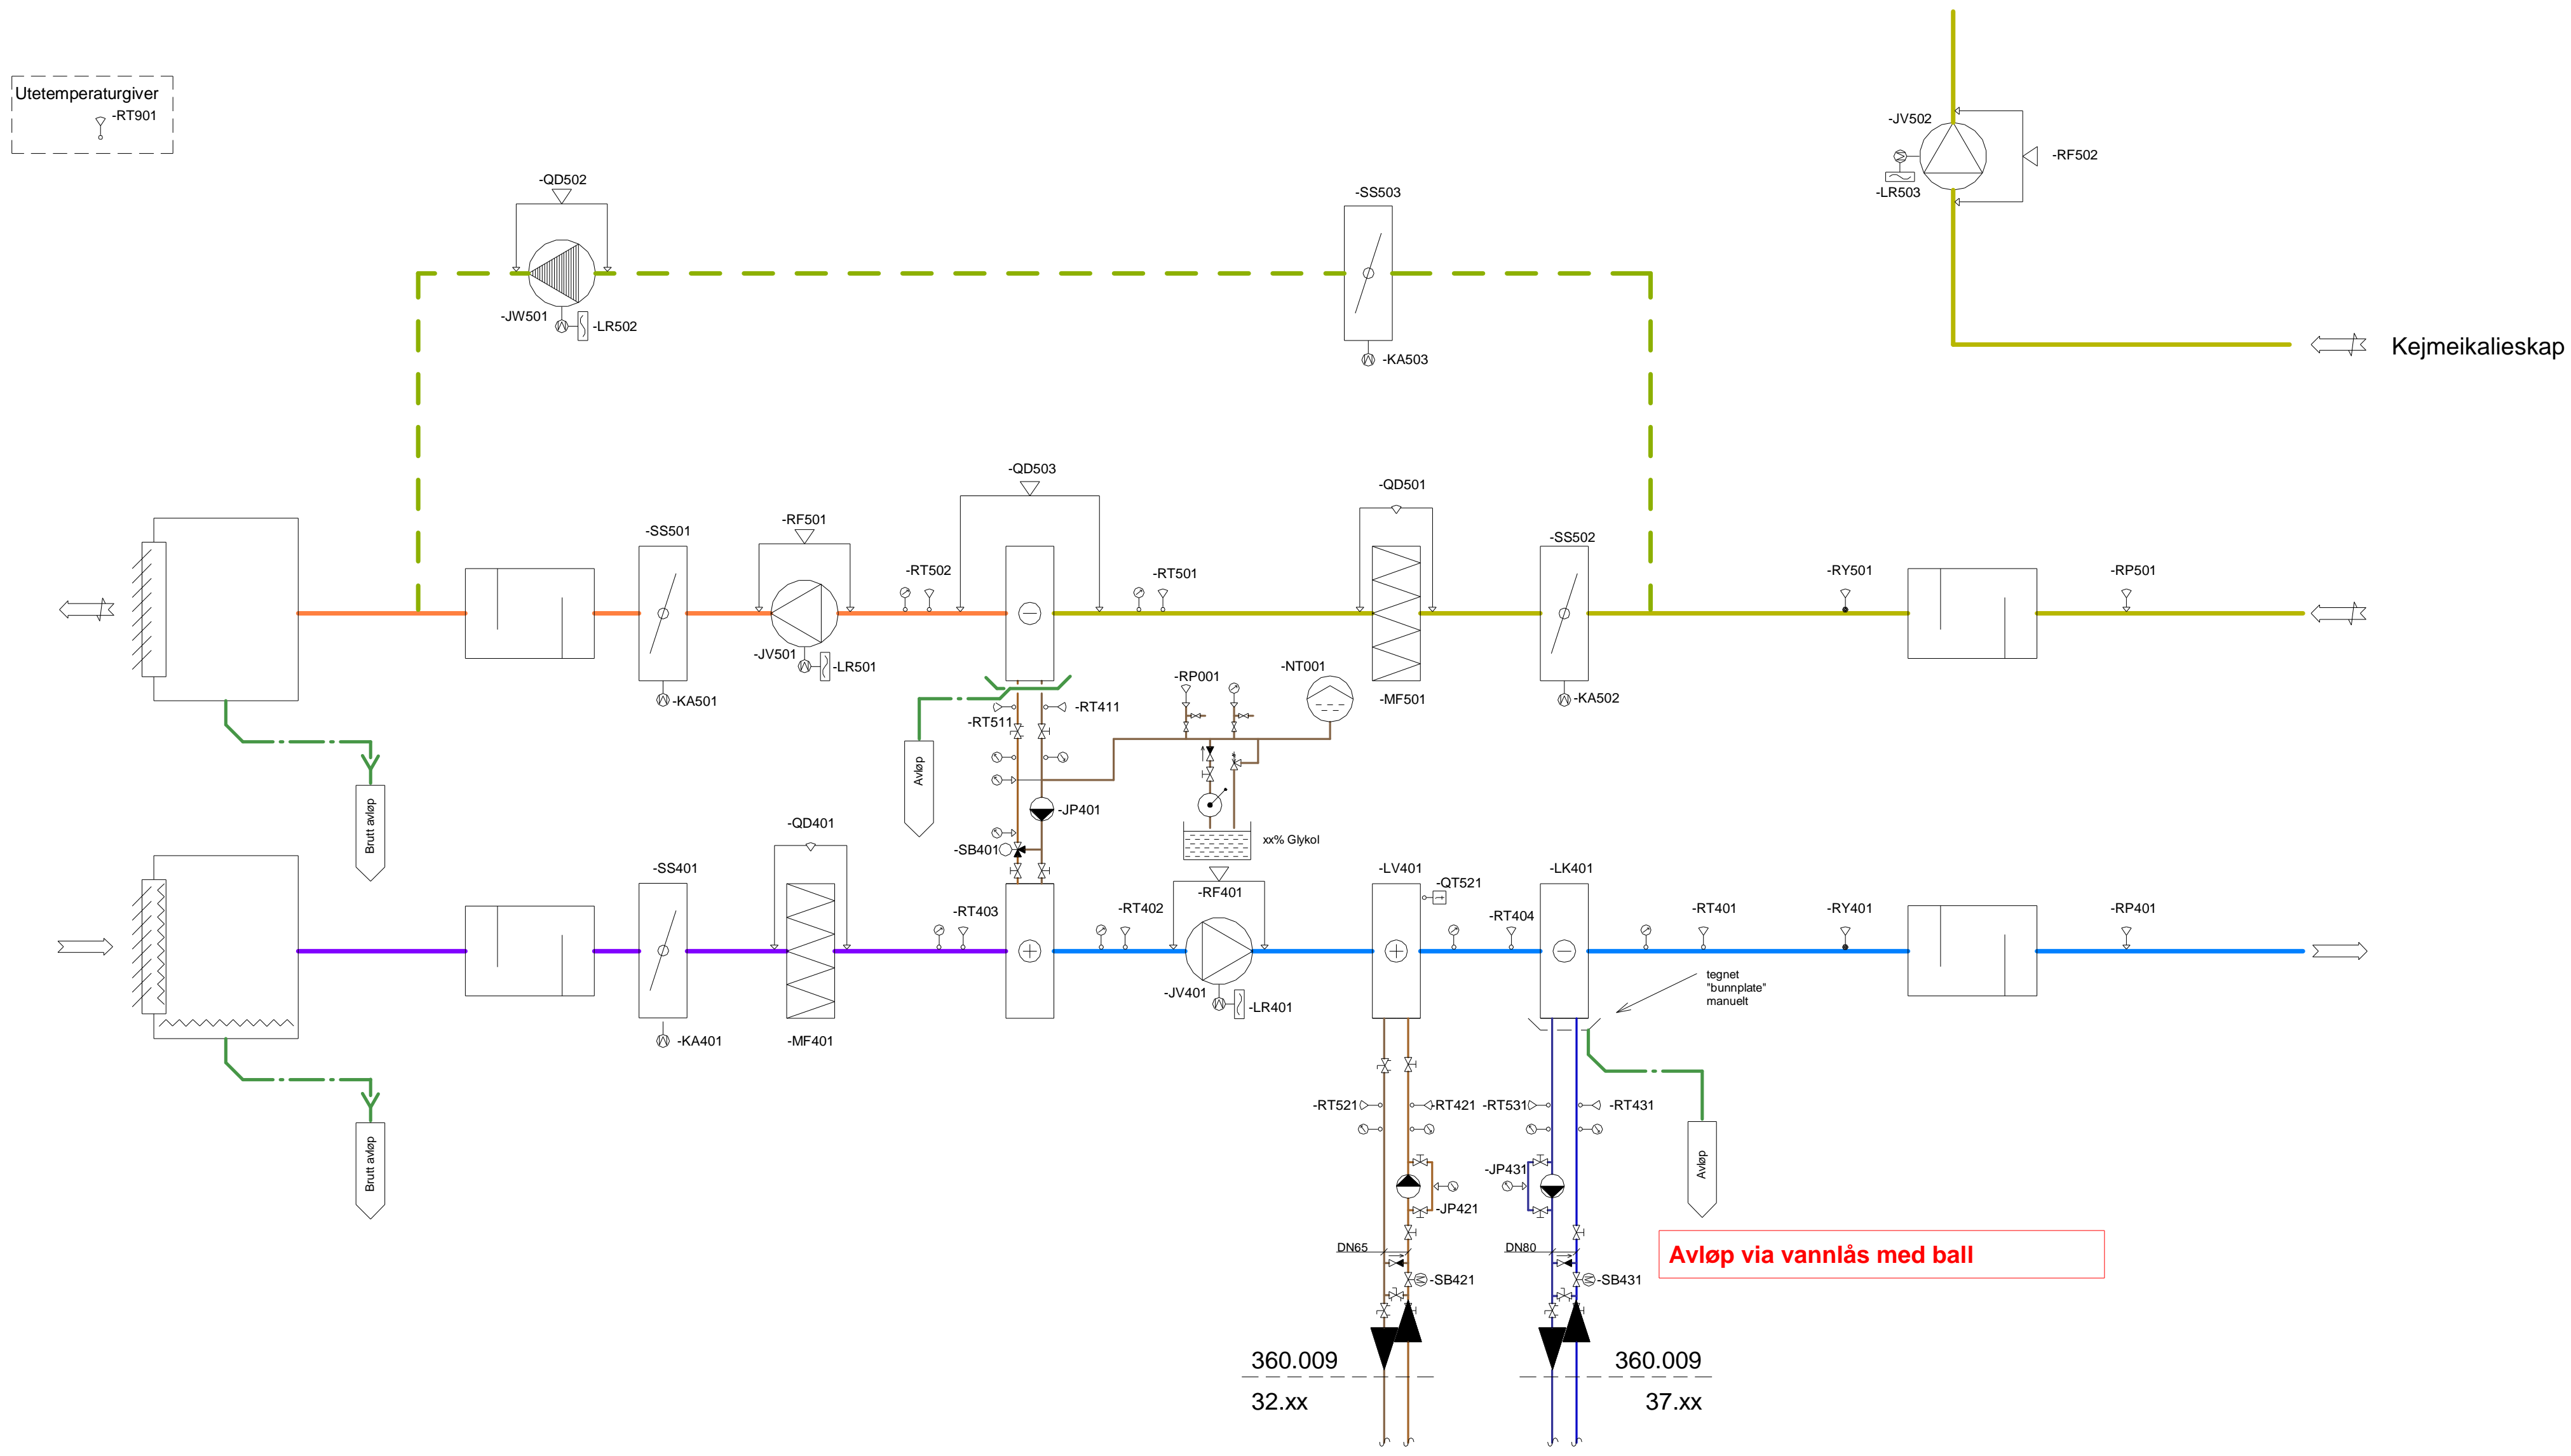 Utetemperaturgiver
-RT901
-JV502
-RF502
-LR503
-QD502
-SS503
-JW501
-LR502
-KA503
Kejmeikalieskap
-QD503
-QD501
-SS501
-RF501
-SS502
-RT502
-RT501
-RY501
-RP501
-JV501
-LR501
-RP001
-NT001
-KA501
-MF501
-KA502
-RT511
-RT411
Avløp
Brutt avløp
-JP401
-QD401
-SB401
xx% Glykol
-SS401
-LV401
-LK401
-QT521
-RF401
-RT403
-RT402
-RT404
-RT401
-RY401
-RP401
tegnet
"bunnplate"
manuelt
-JV401
-LR401
-KA401
-MF401
-RT521
-RT421
-RT531
-RT431
Brutt avløp
Avløp
-JP431
-JP421
DN65
DN80
Avløp via vannlås med ball
-SB421
-SB431
360.009
360.009
32.xx
37.xx